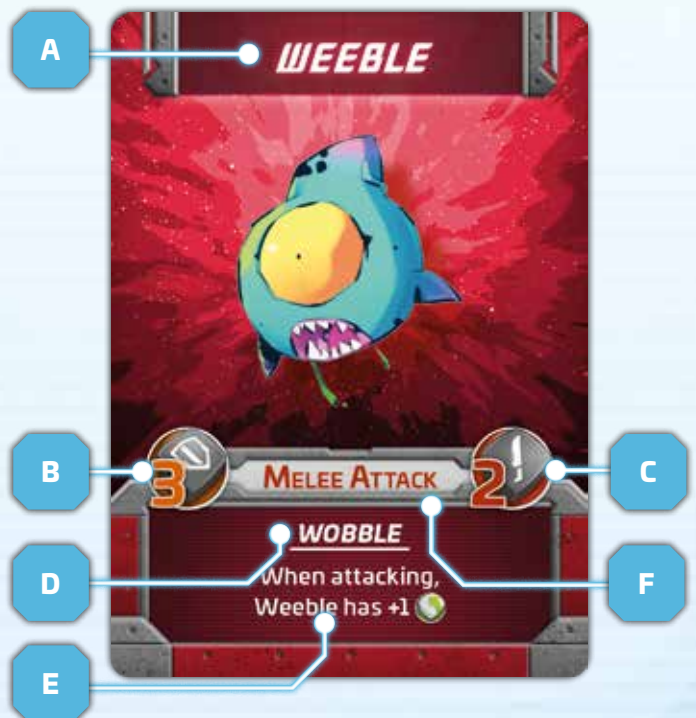 A
WEEBLE
B
3
MELEE ATTACK
2
C
D
WOBBLE
F
When attacking,
Weeble has +1
E